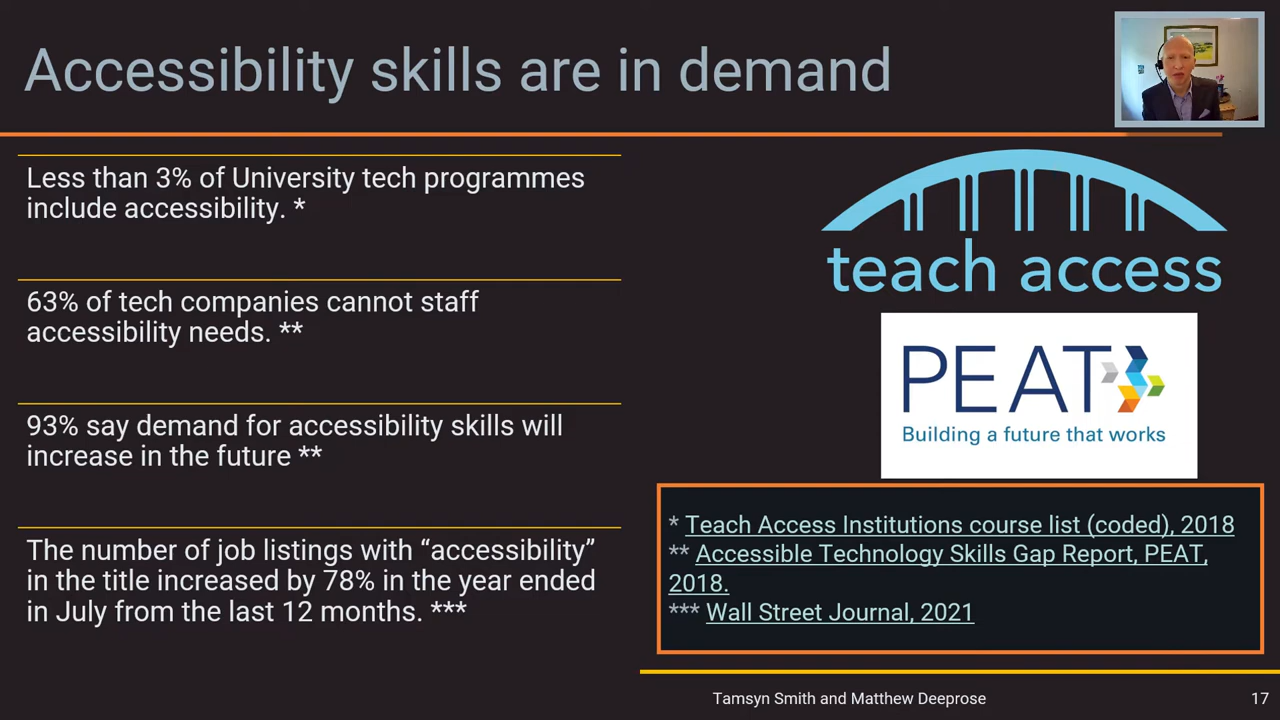 Accessibility skills are in demand
Less than 3% of University tech programmes
include accessibility. *
63% of tech companies cannot staff
accessibility needs. **
93% say demand for accessibility skills will
increase in the future **
The number of job listings with “accessibility”
in the title increased by 78% in the year ended
in July from the last 12 months. ***
teach access
PEAT
Building a future that works
* Teach Access Institutions course list (coded), 2018
** Accessible Technology Skills Gap Report, PEAT,
2018.
*** Wall Street Journal, 2021
Tamsyn Smith and Matthew Deeprose
17